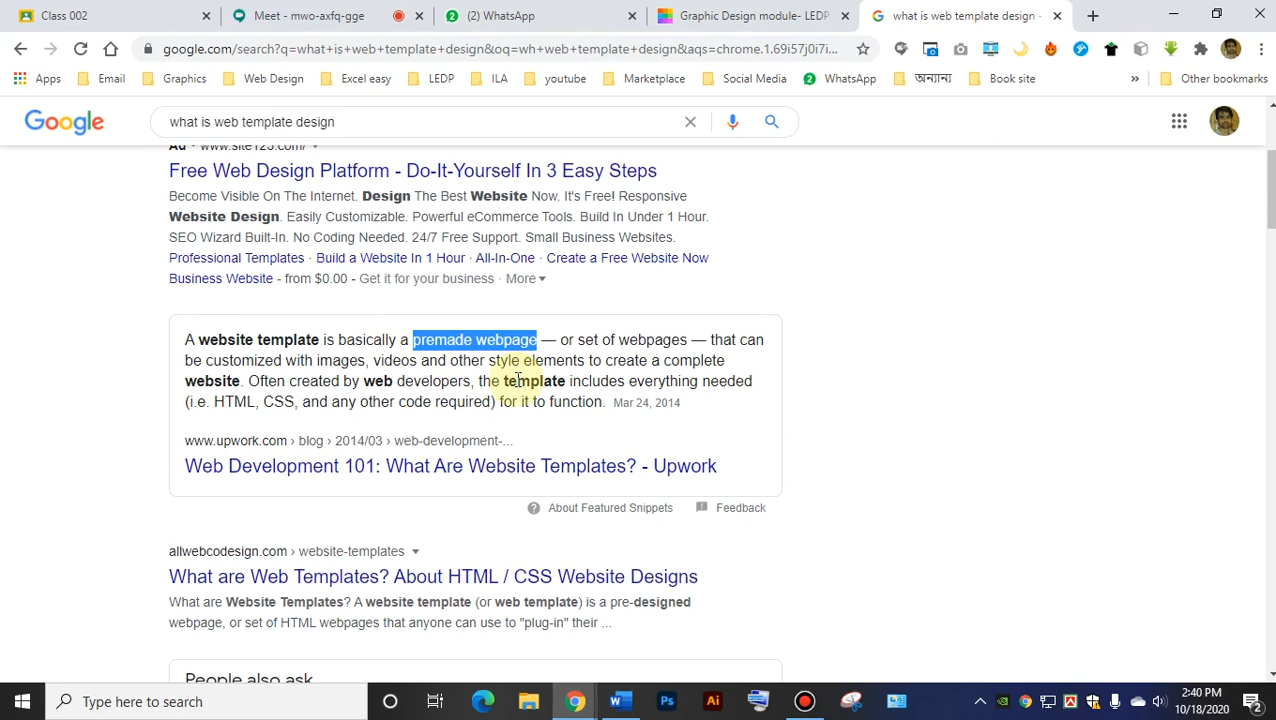 Class 002
Meet - mwo-axfq-gge
(2) WhatsApp
Graphic Design module- LEDP
what is web template design -
google.com/search?q=what+is+web+template+design&oq=wh+web+template+design&aqs=chrome.1.69i57j0i7i...
Apps Email Graphics Web Design Excel easy LEDP ILA youtube Marketplace Social Media WhatsApp অন্যান্য Book site » Other bookmarks
Google what is web template design
Ad · www.site123.com/
Free Web Design Platform - Do-It-Yourself In 3 Easy Steps
Become Visible On The Internet. Design The Best Website Now. It's Free! Responsive
Website Design. Easily Customizable. Powerful eCommerce Tools. Build In Under 1 Hour.
SEO Wizard Built-In. No Coding Needed. 24/7 Free Support. Small Business Websites.
Professional Templates · Build a Website In 1 Hour · All-In-One · Create a Free Website Now
Business Website - from $0.00 - Get it for your business · More
A website template is basically a premade webpage — or set of webpages — that can
be customized with images, videos and other style elements to create a complete
website. Often created by web developers, the template includes everything needed
(i.e. HTML, CSS, and any other code required) for it to function. Mar 24, 2014
www.upwork.com › blog › 2014/03 › web-development-...
Web Development 101: What Are Website Templates? - Upwork
About Featured Snippets Feedback
allwebcodesign.com › website-templates
What are Web Templates? About HTML / CSS Website Designs
What are Website Templates? A website template (or web template) is a pre-designed
webpage, or set of HTML webpages that anyone can use to "plug-in" their ...
People also ask
Type here to search
2:40 PM
10/18/2020